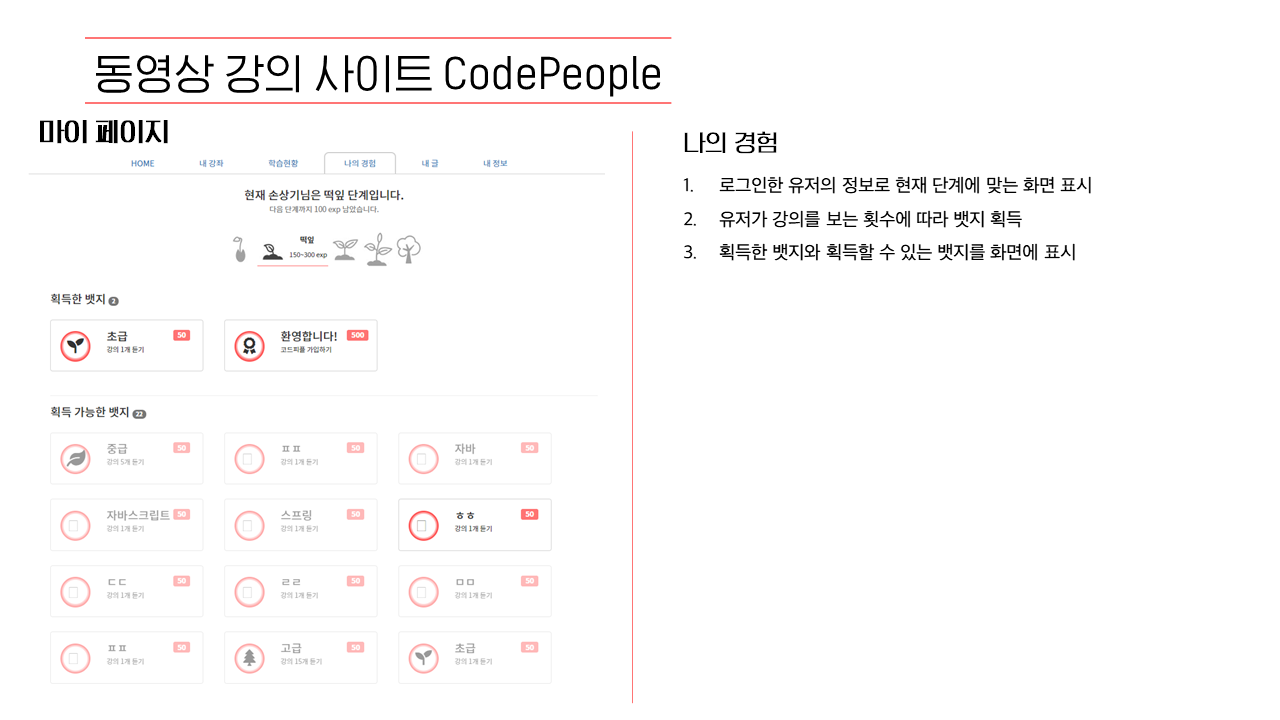 동영상 강의 사이트 CodePeople
마이 페이지
HOME 내 강좌 학습현황 나의 경험 내 글 내 정보
현재 손상기님은 떡잎 단계입니다.
다음 단계까지 100 exp 남았습니다.
떡잎
150~300 exp
획득한 뱃지 2
초급 50
강의 1개 듣기
환영합니다! 500
코드피플 가입하기
획득 가능한 뱃지 22
중급 50
강의 5개 듣기
ㅍㅍ 50
강의 1개 듣기
자바 50
강의 1개 듣기
자바스크립트 50
강의 1개 듣기
스프링 50
강의 1개 듣기
ㅎㅎ 50
강의 1개 듣기
ㄷㄷ 50
강의 1개 듣기
ㄹㄹ 50
강의 1개 듣기
ㅁㅁ 50
강의 1개 듣기
ㅍㅍ 50
강의 1개 듣기
고급 50
강의 15개 듣기
초급 50
강의 1개 듣기
나의 경험
1. 로그인한 유저의 정보로 현재 단계에 맞는 화면 표시
2. 유저가 강의를 보는 횟수에 따라 뱃지 획득
3. 획득한 뱃지와 획득할 수 있는 뱃지를 화면에 표시